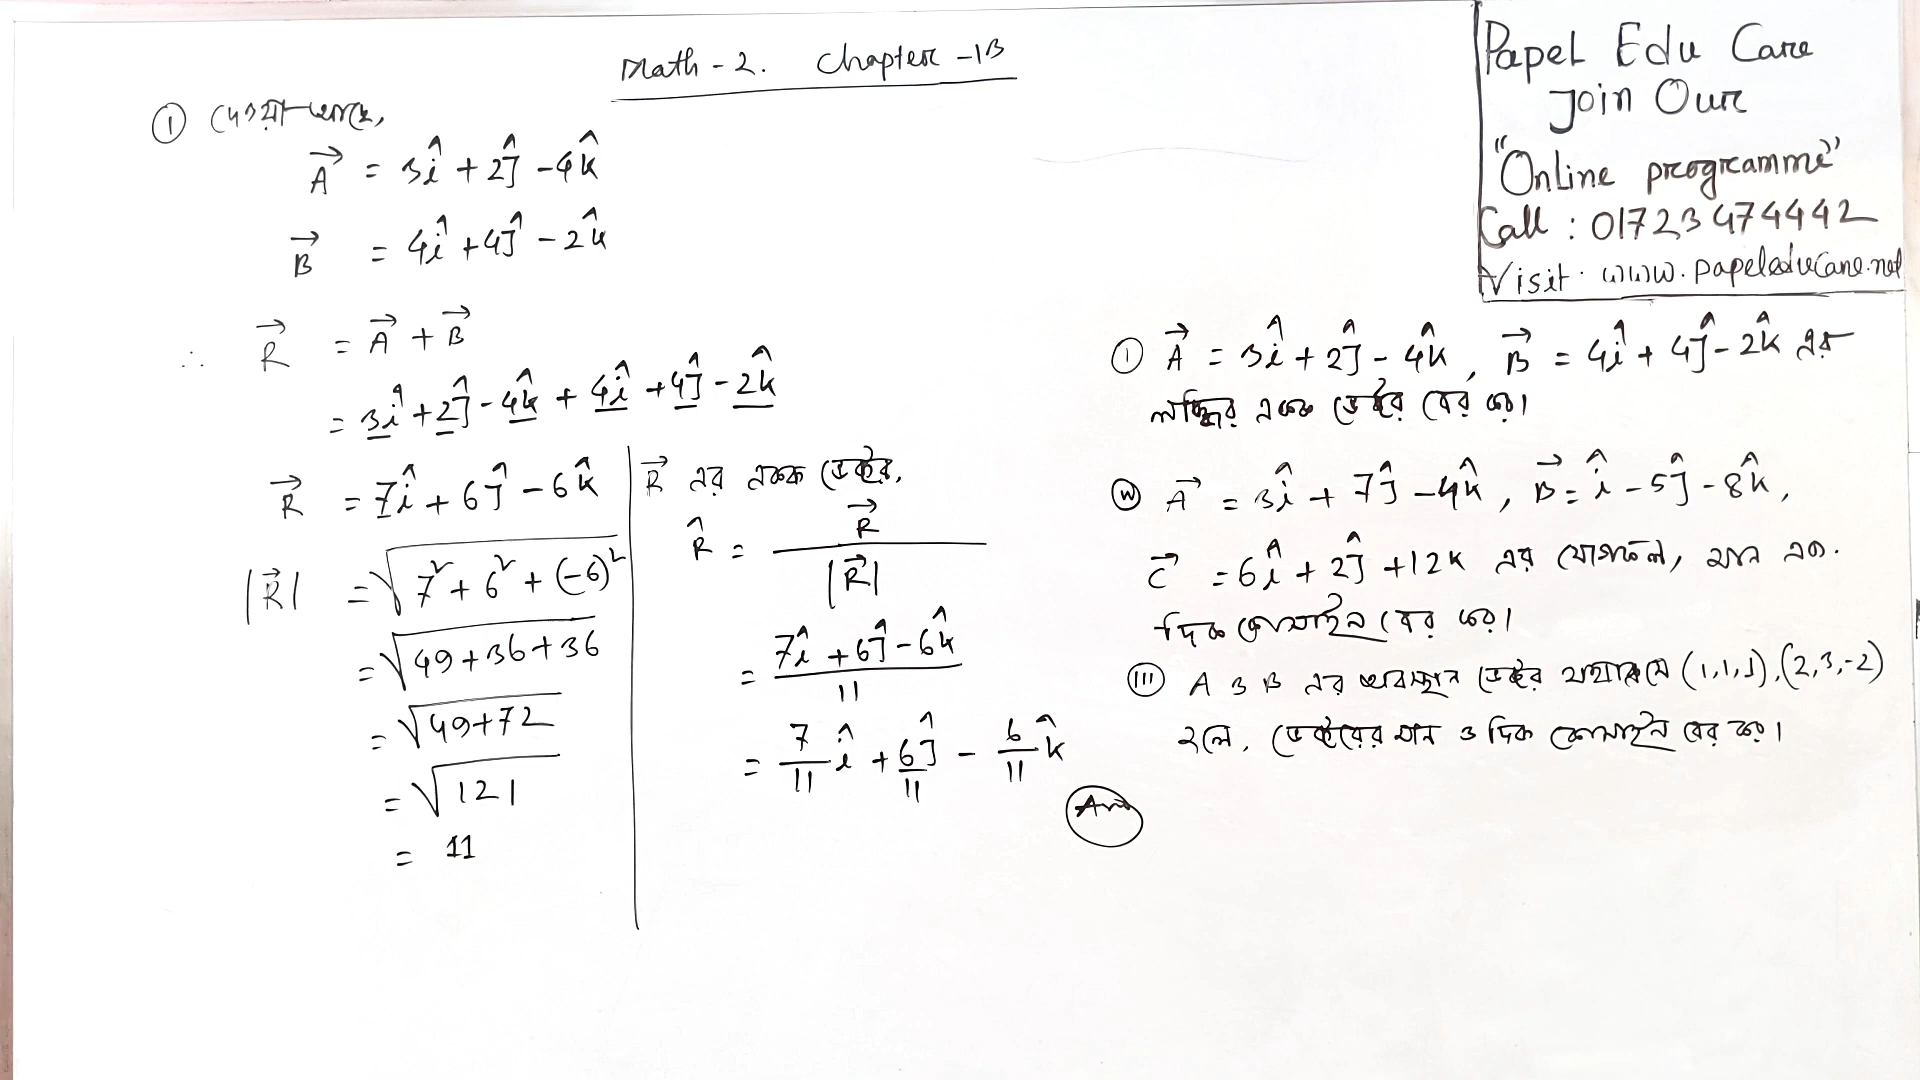 Math - 2. Chapter - 1B
① দেওয়া আছে,
A⃗ = 3î + 2ĵ - 4k̂
B⃗ = 4î + 4ĵ - 2k̂
∴ R⃗ = A⃗ + B⃗
= 3î + 2ĵ - 4k̂ + 4î + 4ĵ - 2k̂
R⃗ = 7î + 6ĵ - 6k̂
|R⃗| = √7² + 6² + (-6)²
= √49 + 36 + 36
= √49 + 72
= √121
= 11
R⃗ এর একক ভেক্টর,
R̂ = R⃗ / |R⃗|
= 7î + 6ĵ - 6k̂ / 11
= 7/11 î + 6ĵ/11 - 6/11 k̂
Ans
Papel Edu Care
Join Our
"Online programme"
Call : 01723474442
Visit. www.papeleducare.net
① A⃗ = 3î + 2ĵ - 4k̂, B⃗ = 4î + 4ĵ - 2k̂ এর
লব্ধির একক ভেক্টর বের কর।
⑪ A⃗ = 3î + 7ĵ - 4k̂, B⃗ = î - 5ĵ - 8k̂,
C⃗ = 6î + 2ĵ + 12k এর যোগফল, মান এবং
দিক কোসাইন বের কর।
(III) A ও B এর অবস্থান ভেক্টর যথাক্রমে (1,1,1), (2,3,-2)
হলে, ভেক্টরের মান ও দিক কোসাইন বের কর।